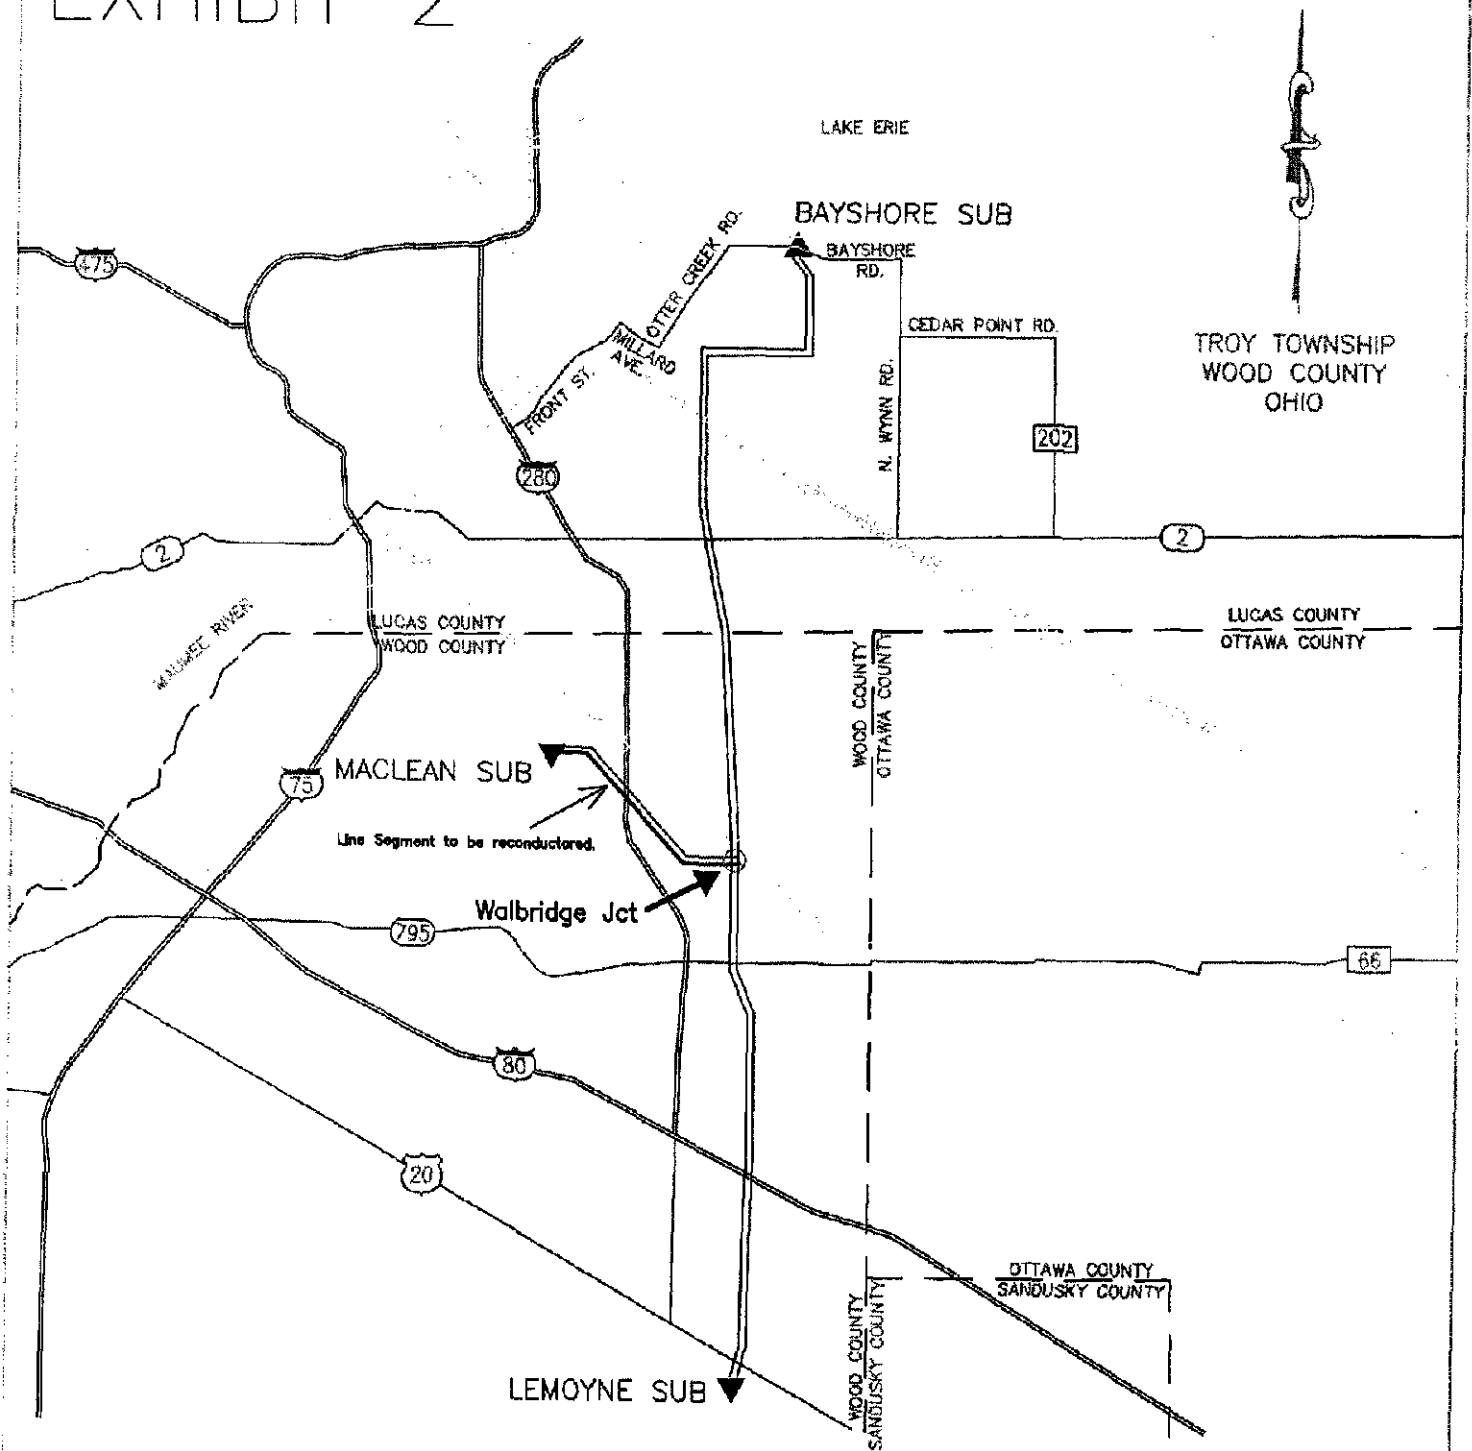 EXHIBIT 2
LAKE ERIE
BAYSHORE SUB
BAYSHORE
RD.
OTTER CREEK RD.
MILLARD
AVE.
FRONT ST.
CEDAR POINT RD.
N. WYNN RD.
TROY TOWNSHIP
WOOD COUNTY
OHIO
475
280
202
2
2
MAUMEE RIVER
LUCAS COUNTY
WOOD COUNTY
LUCAS COUNTY
OTTAWA COUNTY
WOOD COUNTY
OTTAWA COUNTY
MACLEAN SUB
75
Line Segment to be reconductored.
Walbridge Jct
795
66
80
20
OTTAWA COUNTY
SANDUSKY COUNTY
WOOD COUNTY
SANDUSKY COUNTY
LEMOYNE SUB